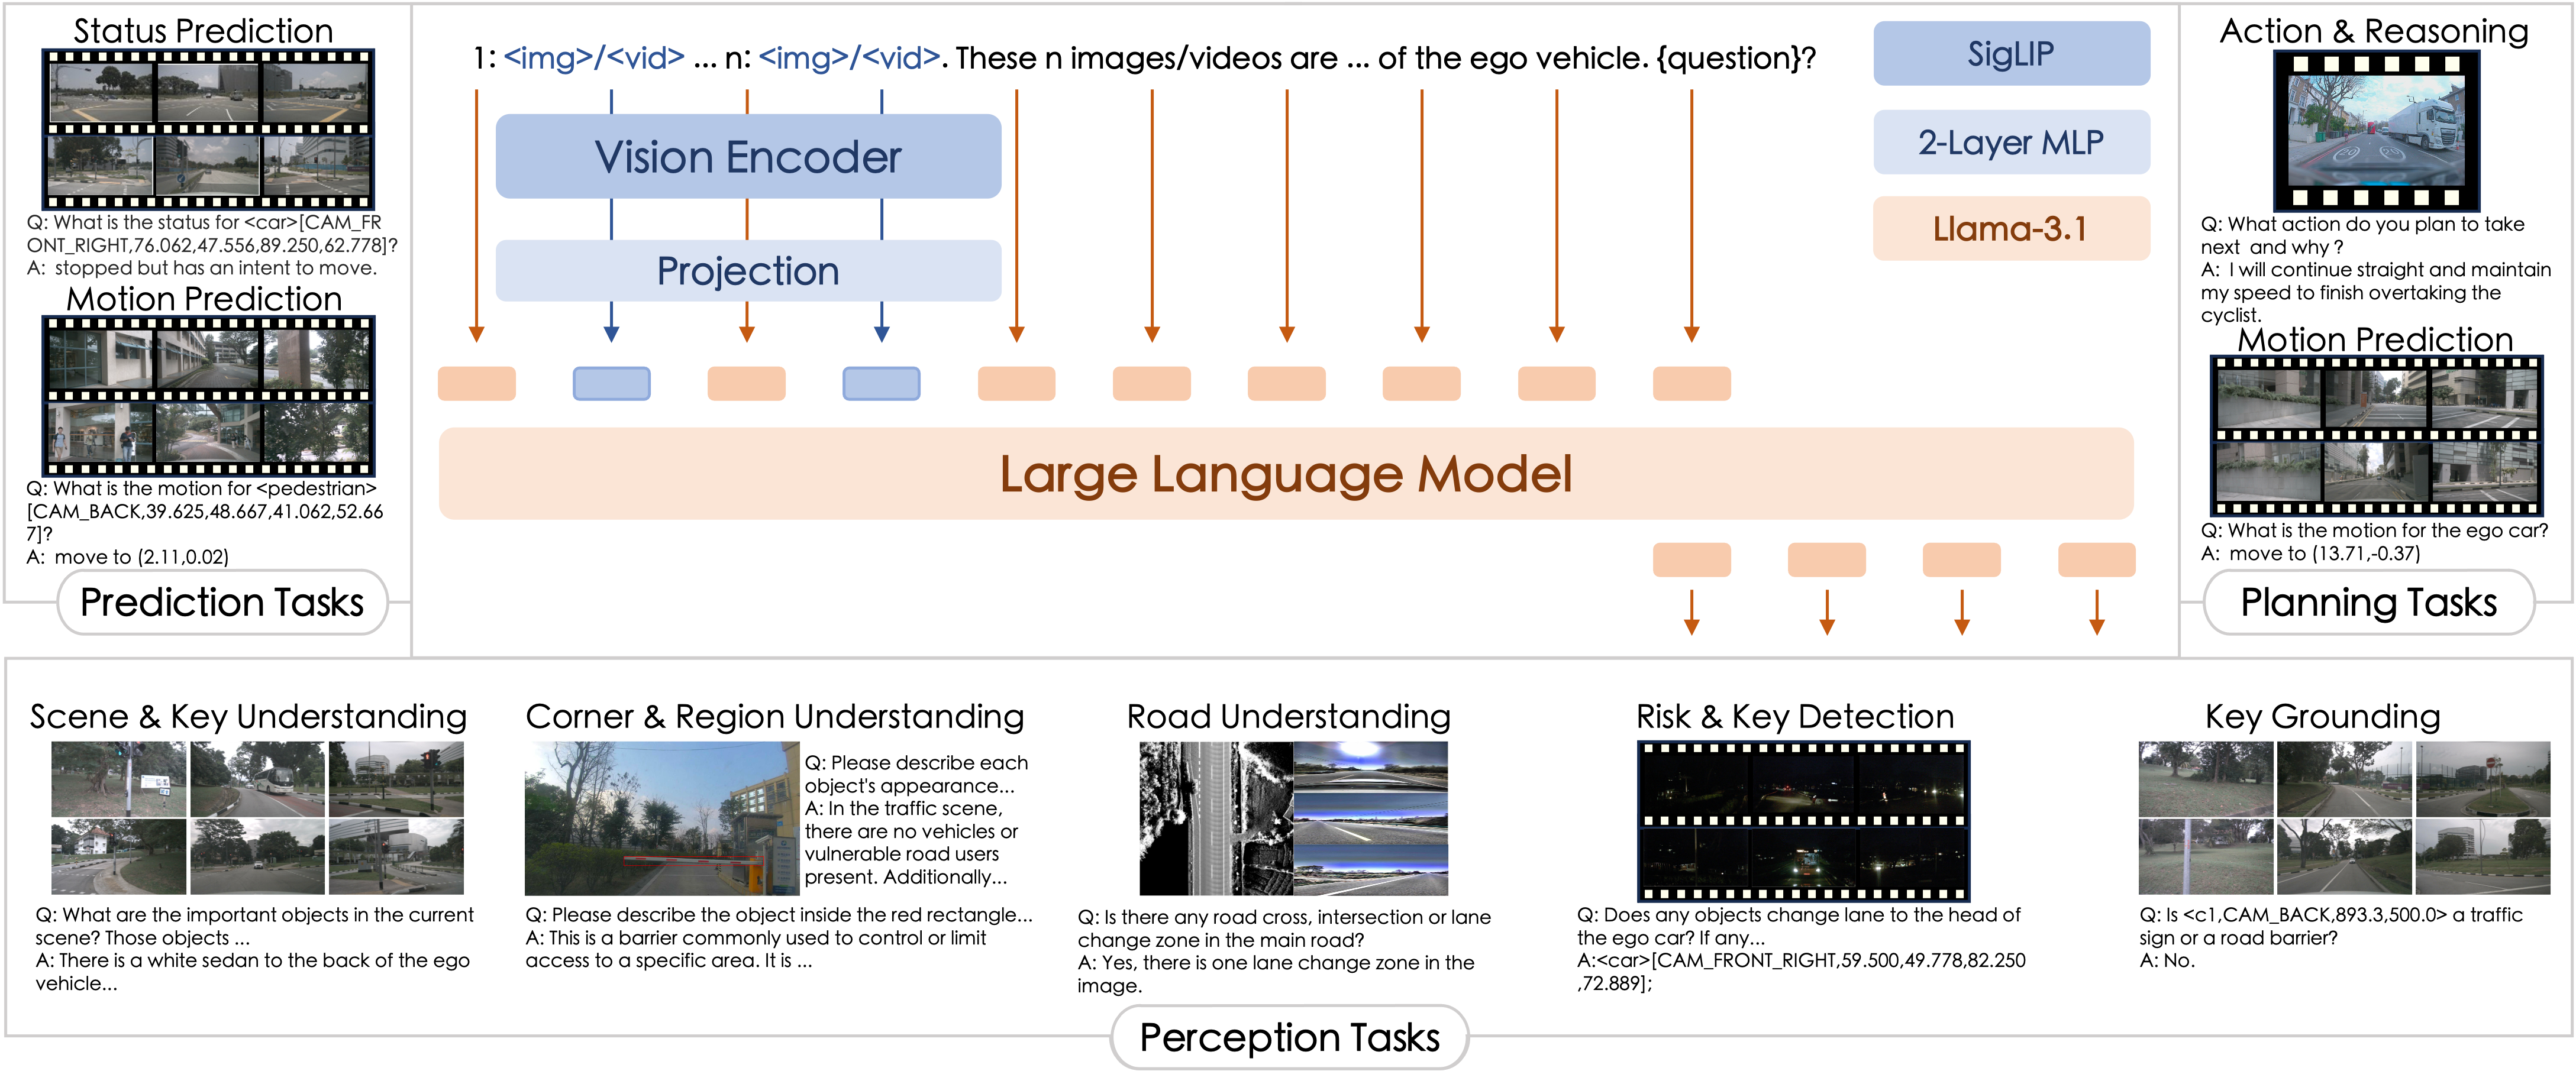 Status Prediction
Q: What is the status for <car>[CAM_FR
ONT_RIGHT,76.062,47.556,89.250,62.778]?
A: stopped but has an intent to move.
Motion Prediction
Q: What is the motion for <pedestrian>
[CAM_BACK,39.625,48.667,41.062,52.66
7]?
A: move to (2.11,0.02)
Prediction Tasks
1: <img>/<vid> ... n: <img>/<vid>. These n images/videos are ... of the ego vehicle. {question}?
Vision Encoder
Projection
SigLIP
2-Layer MLP
Llama-3.1
Large Language Model
Action & Reasoning
Q: What action do you plan to take
next and why ?
A: I will continue straight and maintain
my speed to finish overtaking the
cyclist.
Motion Prediction
Q: What is the motion for the ego car?
A: move to (13.71,-0.37)
Planning Tasks
Scene & Key Understanding
Q: What are the important objects in the current
scene? Those objects ...
A: There is a white sedan to the back of the ego
vehicle...
Corner & Region Understanding
Q: Please describe each
object's appearance...
A: In the traffic scene,
there are no vehicles or
vulnerable road users
present. Additionally...
Q: Please describe the object inside the red rectangle...
A: This is a barrier commonly used to control or limit
access to a specific area. It is ...
Road Understanding
Q: Is there any road cross, intersection or lane
change zone in the main road?
A: Yes, there is one lane change zone in the
image.
Risk & Key Detection
Q: Does any objects change lane to the head of
the ego car? If any...
A:<car>[CAM_FRONT_RIGHT,59.500,49.778,82.250
,72.889];
Key Grounding
Q: Is <c1,CAM_BACK,893.3,500.0> a traffic
sign or a road barrier?
A: No.
Perception Tasks